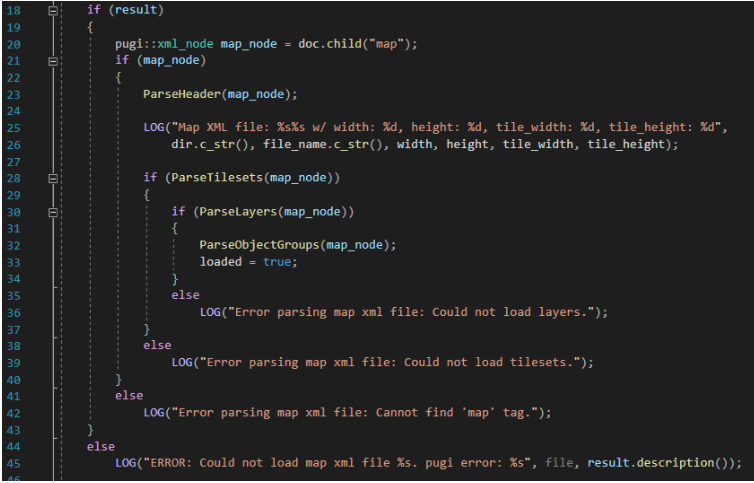 18 if (result)
19 {
20 pugi::xml_node map_node = doc.child("map");
21 if (map_node)
22 {
23 ParseHeader(map_node);
24
25 LOG("Map XML file: %s%s w/ width: %d, height: %d, tile_width: %d, tile_height: %d",
26 dir.c_str(), file_name.c_str(), width, height, tile_width, tile_height);
27
28 if (ParseTilesets(map_node))
29 {
30 if (ParseLayers(map_node))
31 {
32 ParseObjectGroups(map_node);
33 loaded = true;
34 }
35 else
36 LOG("Error parsing map xml file: Could not load layers.");
37 }
38 else
39 LOG("Error parsing map xml file: Could not load tilesets.");
40 }
41 else
42 LOG("Error parsing map xml file: Cannot find 'map' tag.");
43 }
44 else
45 LOG("ERROR: Could not load map xml file %s. pugi error: %s", file, result.description());
46